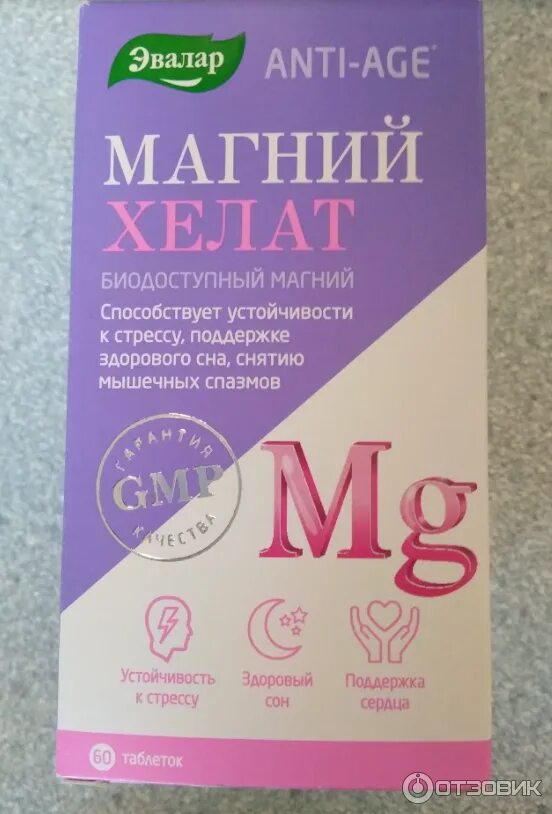 Эвалар ANTI-AGE®
МАГНИЙ
ХЕЛАТ
БИОДОСТУПНЫЙ МАГНИЙ
Способствует устойчивости
к стрессу, поддержке
здорового сна, снятию
мышечных спазмов
ГАРАНТИЯ
GMP
КАЧЕСТВА
Mg
Устойчивость
к стрессу
Здоровый
сон
Поддержка
сердца
60 таблеток
ОТЗОВИК